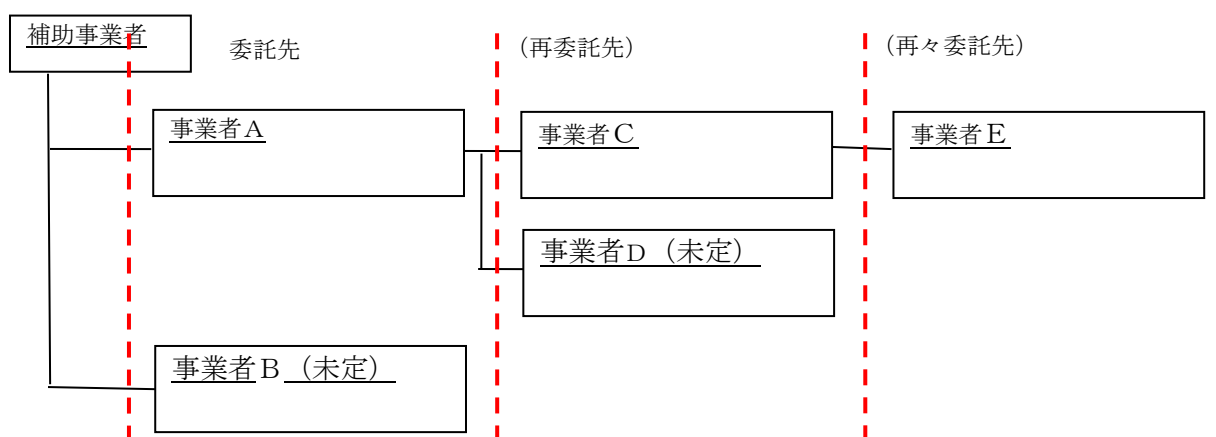 補助事業者
委託先
(再委託先)
(再々委託先)
事業者A
事業者C
事業者E
事業者D（未定）
事業者B（未定）